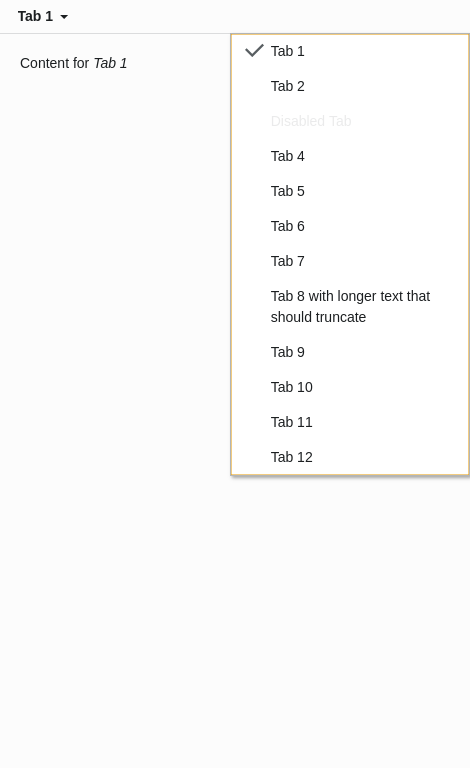 Tab 1
Content for Tab 1
Tab 1
Tab 2
Disabled Tab
Tab 4
Tab 5
Tab 6
Tab 7
Tab 8 with longer text that
should truncate
Tab 9
Tab 10
Tab 11
Tab 12